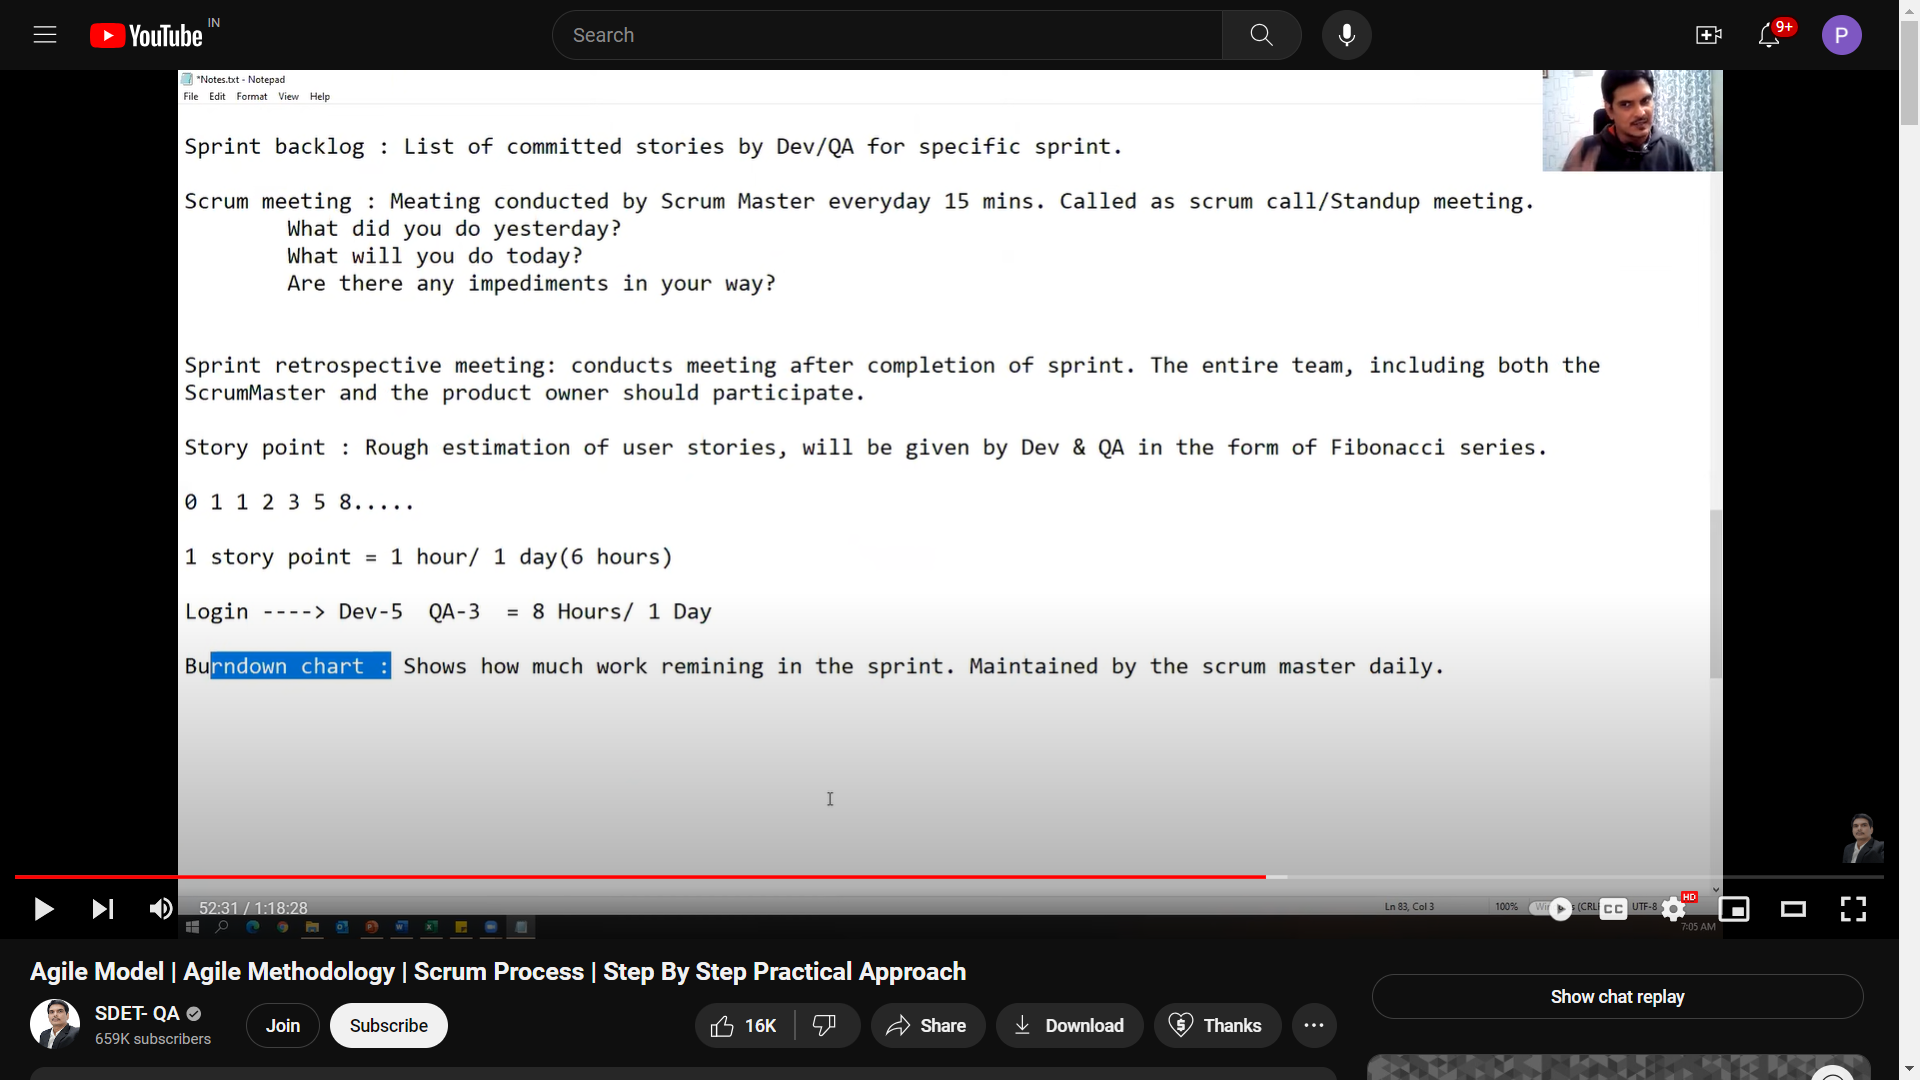 YouTube IN
Search
9+
P
*Notes.txt - Notepad
File Edit Format View Help
Sprint backlog : List of committed stories by Dev/QA for specific sprint.
Scrum meeting : Meating conducted by Scrum Master everyday 15 mins. Called as scrum call/Standup meeting.
What did you do yesterday?
What will you do today?
Are there any impediments in your way?
Sprint retrospective meeting: conducts meeting after completion of sprint. The entire team, including both the
ScrumMaster and the product owner should participate.
Story point : Rough estimation of user stories, will be given by Dev & QA in the form of Fibonacci series.
0 1 1 2 3 5 8.....
1 story point = 1 hour/ 1 day(6 hours)
Login ----> Dev-5 QA-3 = 8 Hours/ 1 Day
Burndown chart : Shows how much work remining in the sprint. Maintained by the scrum master daily.
52:31 / 1:18:28
Ln 83, Col 3 100% UTF-8
CC HD
7:05 AM
Agile Model | Agile Methodology | Scrum Process | Step By Step Practical Approach
SDET- QA
659K subscribers
Join
Subscribe
16K
Share
Download
Thanks
Show chat replay